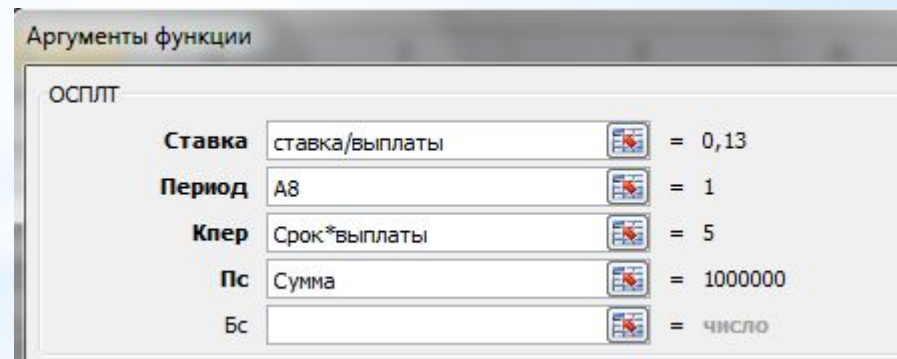 Аргументы функции
ОСПЛТ
Ставка ставка/выплаты = 0,13
Период A8 = 1
Кпер Срок*выплаты = 5
Пс Сумма = 1000000
Бс = число